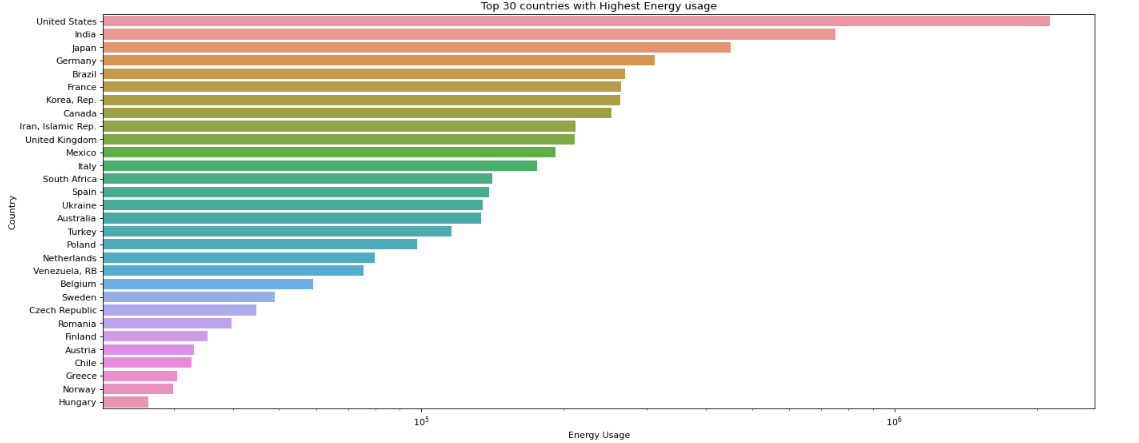 Top 30 countries with Highest Energy usage
United States
India
Japan
Germany
Brazil
France
Korea, Rep.
Canada
Iran, Islamic Rep.
United Kingdom
Mexico
Italy
South Africa
Spain
Ukraine
Australia
Turkey
Poland
Netherlands
Venezuela, RB
Belgium
Sweden
Czech Republic
Romania
Finland
Austria
Chile
Greece
Norway
Hungary
Country
10⁵ 10⁶
Energy Usage